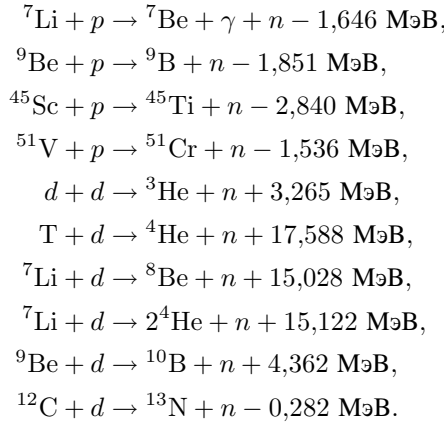 ⁷Li + p → ⁷Be + γ + n − 1,646 МэВ,
⁹Be + p → ⁹B + n − 1,851 МэВ,
⁴⁵Sc + p → ⁴⁵Ti + n − 2,840 МэВ,
⁵¹V + p → ⁵¹Cr + n − 1,536 МэВ,
d + d → ³He + n + 3,265 МэВ,
T + d → ⁴He + n + 17,588 МэВ,
⁷Li + d → ⁸Be + n + 15,028 МэВ,
⁷Li + d → 2⁴He + n + 15,122 МэВ,
⁹Be + d → ¹⁰B + n + 4,362 МэВ,
¹²C + d → ¹³N + n − 0,282 МэВ.